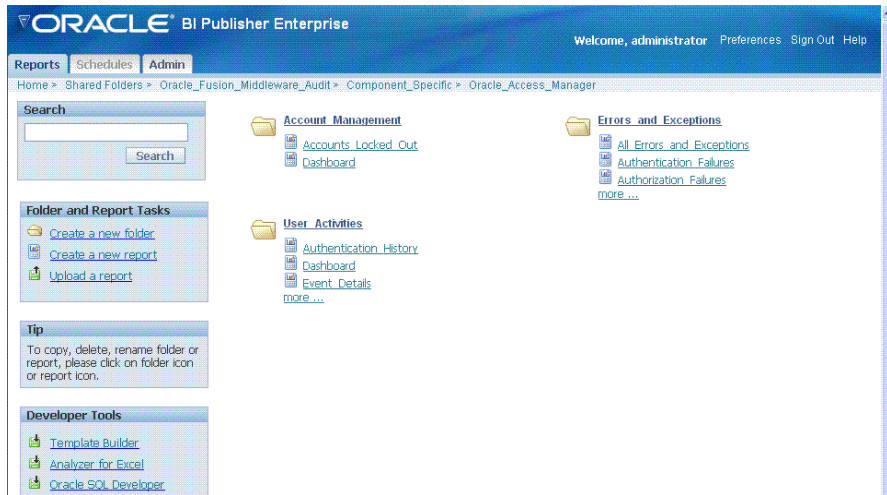 ORACLE® BI Publisher Enterprise
Welcome, administrator Preferences Sign Out Help
Reports Schedules Admin
Home > Shared Folders > Oracle_Fusion_Middleware_Audit > Component_Specific > Oracle_Access_Manager
Search
Search
Folder and Report Tasks
Create a new folder
Create a new report
Upload a report
Tip
To copy, delete, rename folder or
report, please click on folder icon
or report icon.
Developer Tools
Template Builder
Analyzer for Excel
Oracle SQL Developer
Account_Management
Accounts_Locked_Out
Dashboard
Errors_and_Exceptions
All_Errors_and_Exceptions
Authentication_Failures
Authorization_Failures
more ...
User_Activities
Authentication_History
Dashboard
Event_Details
more ...